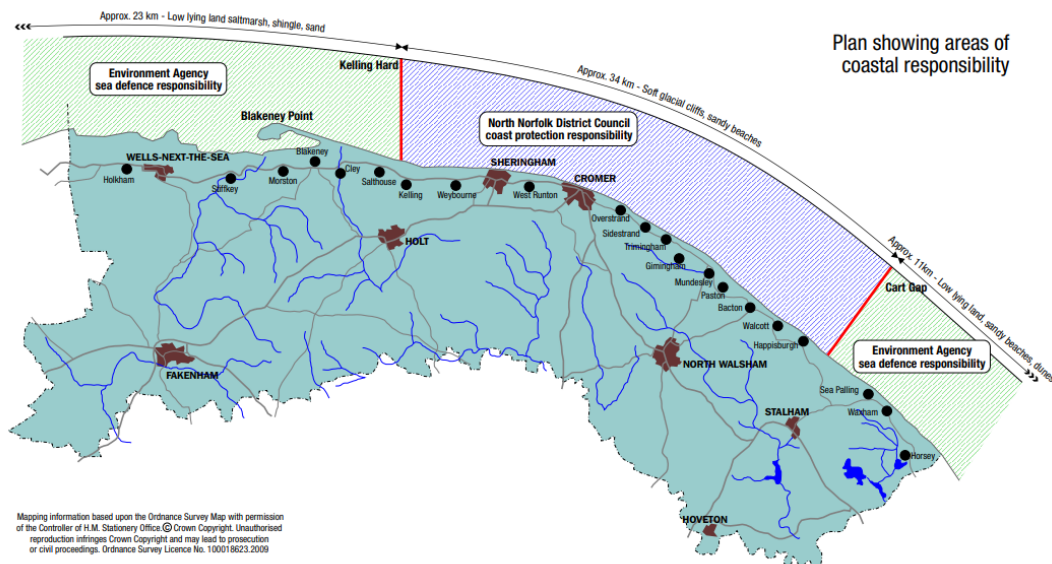 Approx. 23 km - Low lying land saltmarsh, shingle, sand
Plan showing areas of
coastal responsibility
Kelling Hard
Approx. 34 km - Soft glacial cliffs, sandy beaches
Environment Agency
sea defence responsibility
North Norfolk District Council
coast protection responsibility
Blakeney Point
WELLS-NEXT-THE-SEA
Holkham
Stiffkey
Morston
Blakeney
Cley
Salthouse
Kelling
Weybourne
SHERINGHAM
West Runton
CROMER
Overstrand
Sidestrand
Trimingham
Gimingham
Mundesley
Paston
Bacton
Walcott
Happisburgh
HOLT
Approx. 11km - Low lying land, sandy beaches, dunes
Cart Gap
Environment Agency
sea defence responsibility
FAKENHAM
NORTH WALSHAM
Sea Palling
Waxham
STALHAM
Horsey
HOVETON
Mapping information based upon the Ordnance Survey Map with permission
of the Controller of H.M. Stationery Office.© Crown Copyright. Unauthorised
reproduction infringes Crown Copyright and may lead to prosecution
or civil proceedings. Ordnance Survey Licence No. 100018623.2009